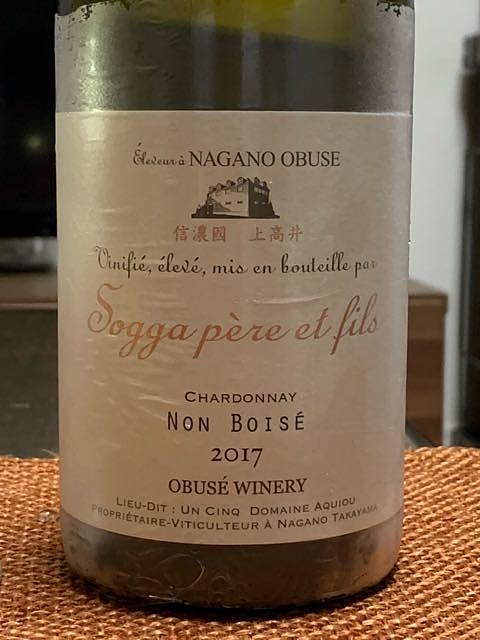 Éleveur à NAGANO OBUSE
信濃國 上高井
Vinifié, élevé, mis en bouteille par
Sogga père et fils
CHARDONNAY
NON BOISÉ
2017
OBUSÉ WINERY
LIEU-DIT : UN CINQ DOMAINE AQUIOU
PROPRIÉTAIRE-VITICULTEUR À NAGANO TAKAYAMA